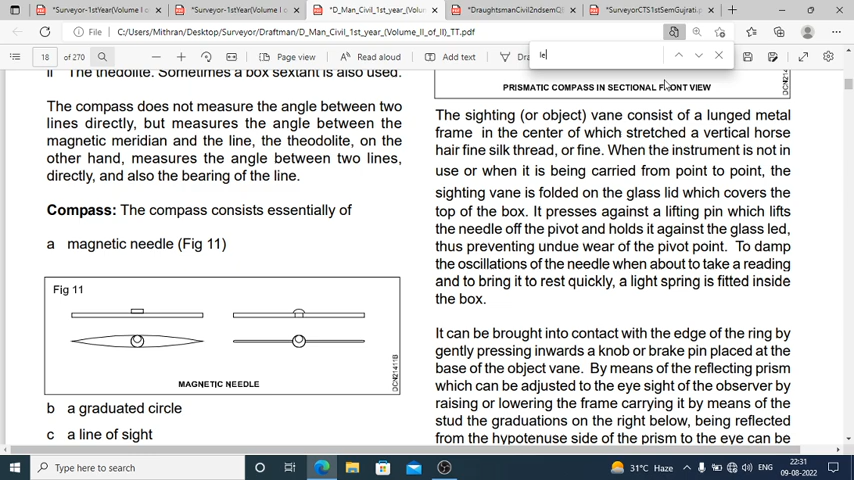 *Surveyor-1stYear(Volume I o
*Surveyor-1stYear(Volume I o
*D_Man_Civil_1st_year_(Volum
*DraughtsmanCivil2ndsem
*SurveyorCTS1stSemGujrati.p
File
C:/Users/Mithran/Desktop/Surveyor/Draftman/D_Man_Civil_1st_year_(Volume_II_of_II)_TT.pdf
18
of 270
Page view
Read aloud
Add text
le
II The thedolite. Sometimes a box sextant is also used.
The compass does not measure the angle between two
lines directly, but measures the angle between the
magnetic meridian and the line, the theodolite, on the
other hand, measures the angle between two lines,
directly, and also the bearing of the line.
Compass: The compass consists essentially of
a magnetic needle (Fig 11)
Fig 11
MAGNETIC NEEDLE
DCN21411B
b a graduated circle
c a line of sight
PRISMATIC COMPASS IN SECTIONAL FRONT VIEW
The sighting (or object) vane consist of a lunged metal
frame in the center of which stretched a vertical horse
hair fine silk thread, or fine. When the instrument is not in
use or when it is being carried from point to point, the
sighting vane is folded on the glass lid which covers the
top of the box. It presses against a lifting pin which lifts
the needle off the pivot and holds it against the glass led,
thus preventing undue wear of the pivot point. To damp
the oscillations of the needle when about to take a reading
and to bring it to rest quickly, a light spring is fitted inside
the box.
It can be brought into contact with the edge of the ring by
gently pressing inwards a knob or brake pin placed at the
base of the object vane. By means of the reflecting prism
which can be adjusted to the eye sight of the observer by
raising or lowering the frame carrying it by means of the
stud the graduations on the right below, being reflected
from the hypotenuse side of the prism to the eye can be
Type here to search
31°C Haze
ENG
22:31
09-08-2022